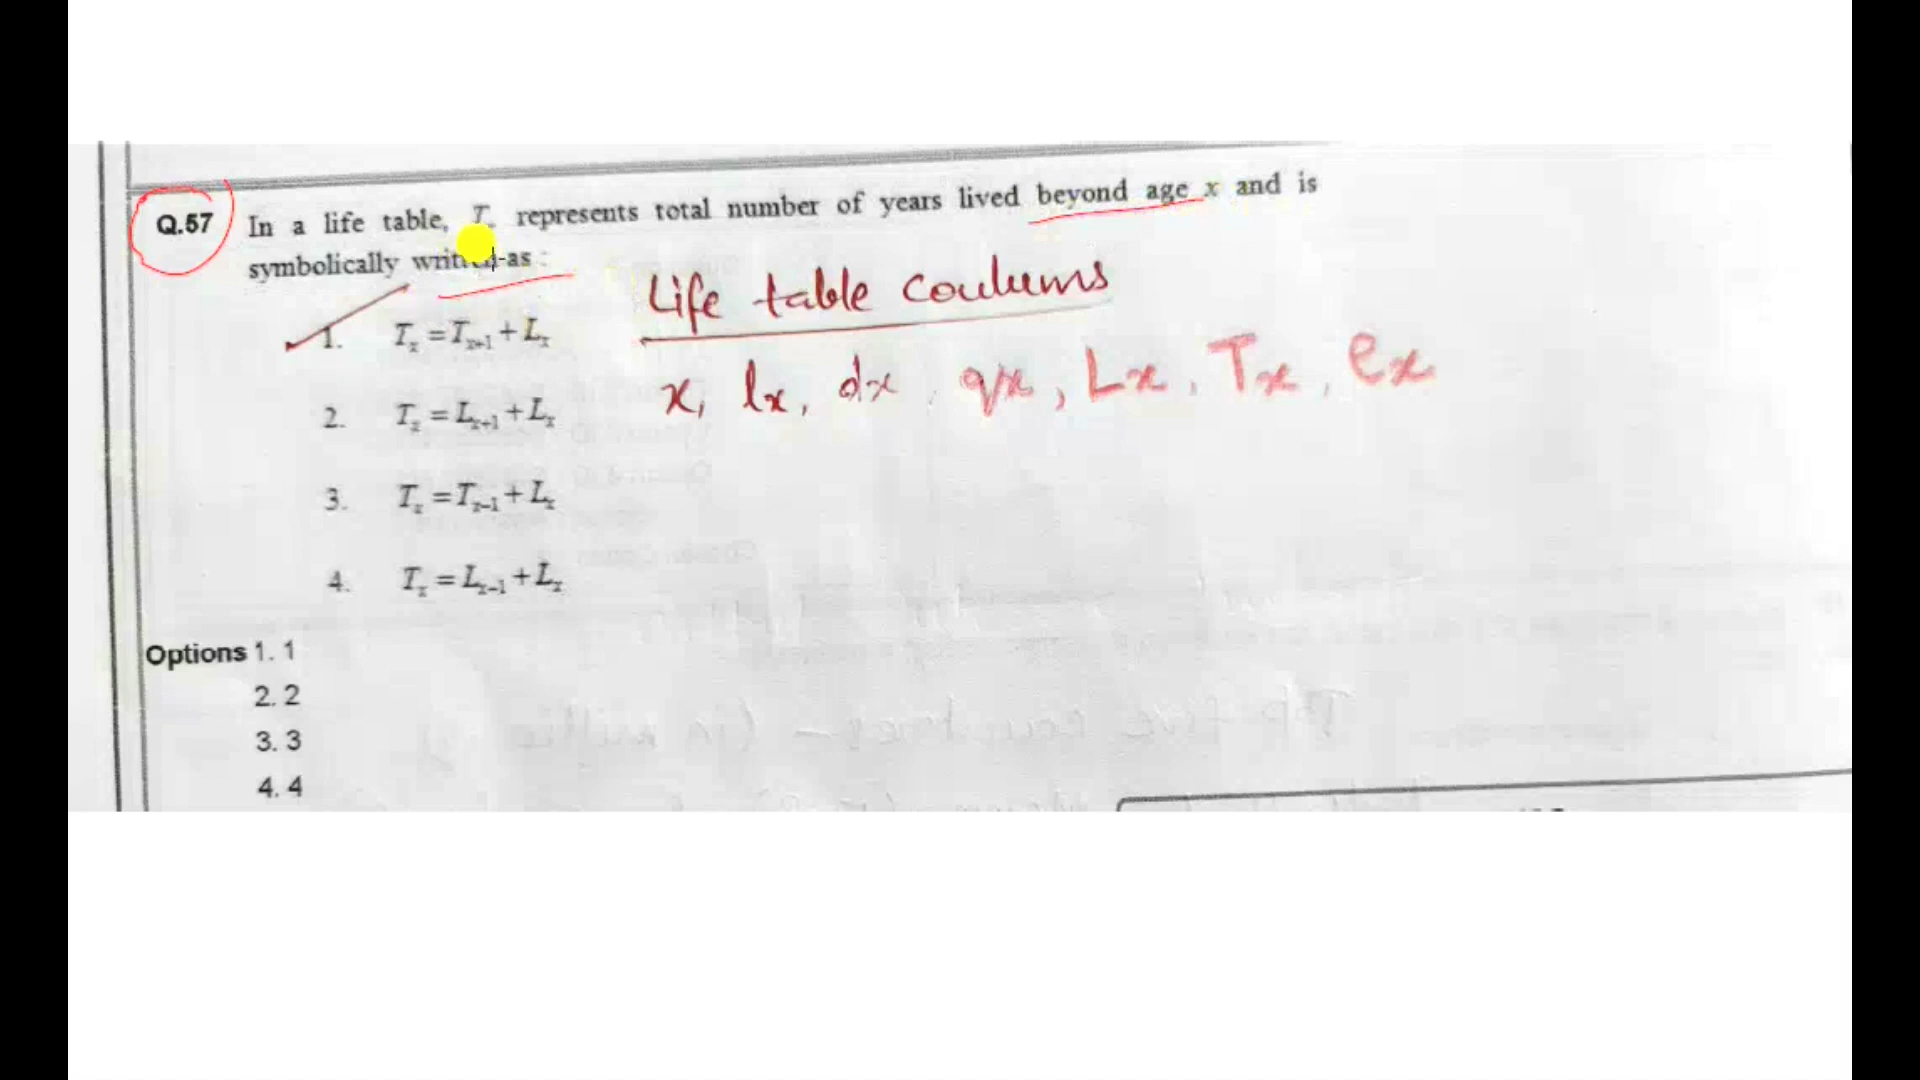 Q.57 In a life table, T represents total number of years lived beyond age x and is
symbolically written as :
Life table coulums
1. Tₓ = Tₓ₊₁ + Lₓ
x, lx, dx, qx, Lx, Tx, ex
2. Tₓ = Lₓ₊₁ + Lₓ
3. Tₓ = Tₓ₋₁ + Lₓ
4. Tₓ = Lₓ₋₁ + Lₓ
Options 1. 1
2. 2
3. 3
4. 4